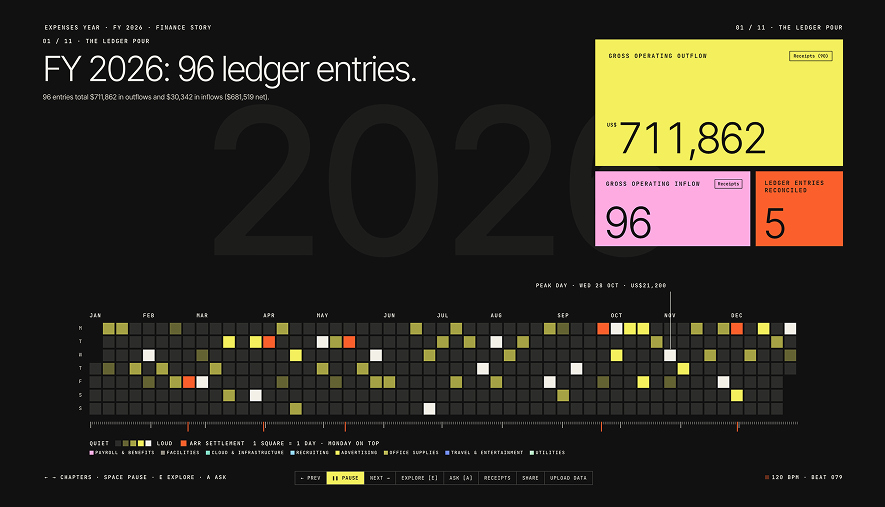 EXPENSES YEAR · FY 2026 · FINANCE STORY
01 / 11 · THE LEDGER POUR
01 / 11 · THE LEDGER POUR
FY 2026: 96 ledger entries.
96 entries total $711,862 in outflows and $30,342 in inflows ($681,519 net).
2026
GROSS OPERATING OUTFLOW
Receipts (90)
US$ 711,862
GROSS OPERATING INFLOW
Receipts
96
LEDGER ENTRIES
RECONCILED
5
PEAK DAY · WED 28 OCT · US$21,200
JAN FEB MAR APR MAY JUN JUL AUG SEP OCT NOV DEC
M
T
W
T
F
S
S
QUIET LOUD ARR SETTLEMENT 1 SQUARE = 1 DAY · MONDAY ON TOP
PAYROLL & BENEFITS FACILITIES CLOUD & INFRASTRUCTURE RECRUITING ADVERTISING OFFICE SUPPLIES TRAVEL & ENTERTAINMENT UTILITIES
← → CHAPTERS · SPACE PAUSE · E EXPLORE · A ASK
← PREV ❚❚ PAUSE NEXT → EXPLORE [E] ASK [A] RECEIPTS SHARE UPLOAD DATA
120 BPM · BEAT 079